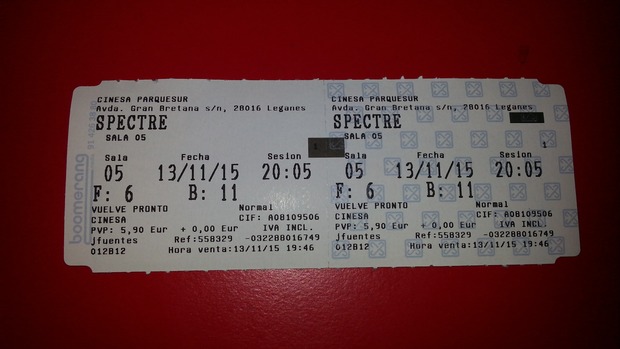 CINESA PARQUESUR
Avda. Gran Bretana s/n, 28016 Leganes
SPECTRE
SALA 05
1
Sala Fecha Sesion
05 13/11/15 20:05
F: 6 B: 11
VUELVE PRONTO Normal
CINESA CIF: A08109506
PVP: 5,90 Eur + 0,00 Eur IVA INCL.
jfuentes Ref:558329 -03228B016749
012B12 Hora venta:13/11/15 19:46
boomerang
CINESA PARQUESUR
Avda. Gran Bretana s/n, 28016 Leganes
SPECTRE
SALA 05
1
Sala Fecha Sesion
05 13/11/15 20:05
F: 6 B: 11
VUELVE PRONTO Normal
CINESA CIF: A08109506
PVP: 5,90 Eur + 0,00 Eur IVA INCL.
jfuentes Ref:558329 -03228B016749
012B12 Hora venta:13/11/15 19:46